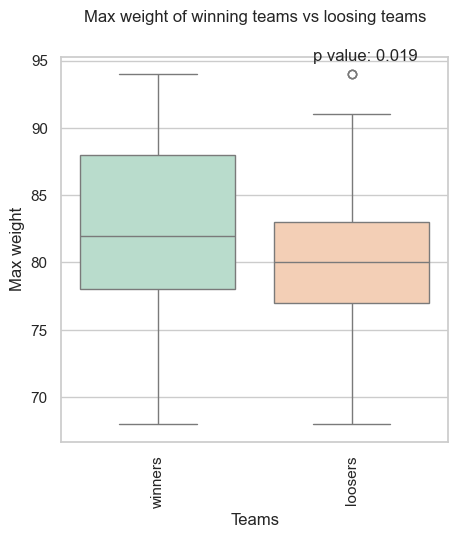 Max weight of winning teams vs loosing teams
p value: 0.019
95
90
85
80
75
70
Max weight
winners
loosers
Teams